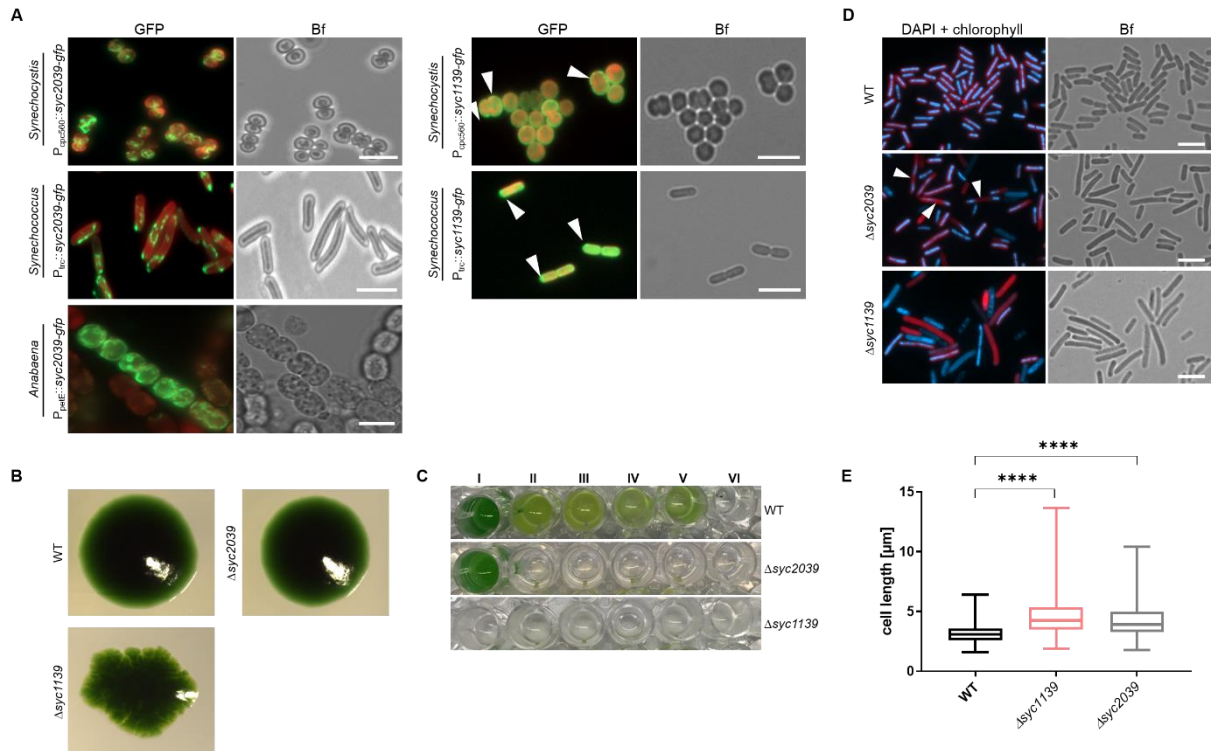 A
GFP
Bf
Synechocystis
Pcpc560::syc2039-gfp
Synechococcus
Ptrc::syc2039-gfp
Anabaena
PpetE::syc2039-gfp
GFP
Bf
Synechocystis
Pcpc560::syc1139-gfp
Synechococcus
Ptrc::syc1139-gfp
D
DAPI + chlorophyll
Bf
WT
Δsyc2039
Δsyc1139
B
WT
Δsyc2039
Δsyc1139
C
I II III IV V VI
WT
Δsyc2039
Δsyc1139
E
****
****
cell length [µm]
15
10
5
0
WT
Δsyc1139
Δsyc2039